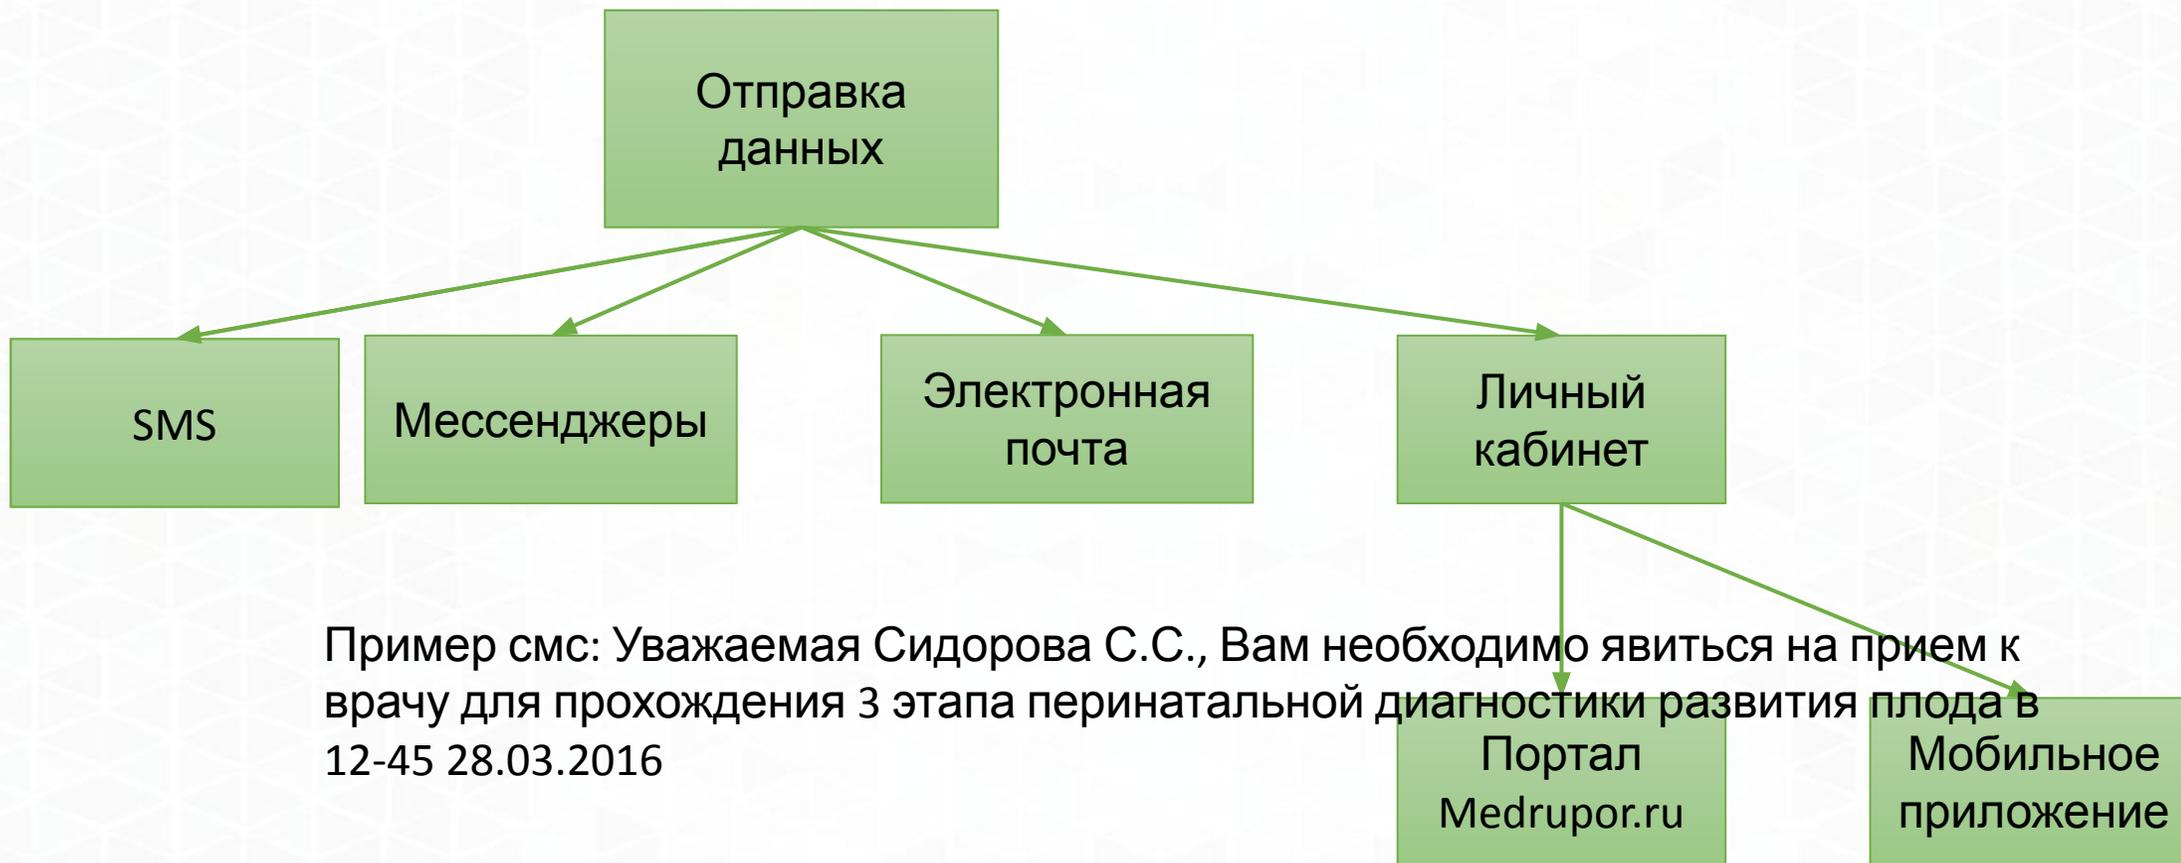 Отправка
данных
SMS
Мессенджеры
Электронная
почта
Личный
кабинет
Пример смс: Уважаемая Сидорова С.С., Вам необходимо явиться на прием к
врачу для прохождения 3 этапа перинатальной диагностики развития плода в
12-45 28.03.2016
Портал
Medrupor.ru
Мобильное
приложение